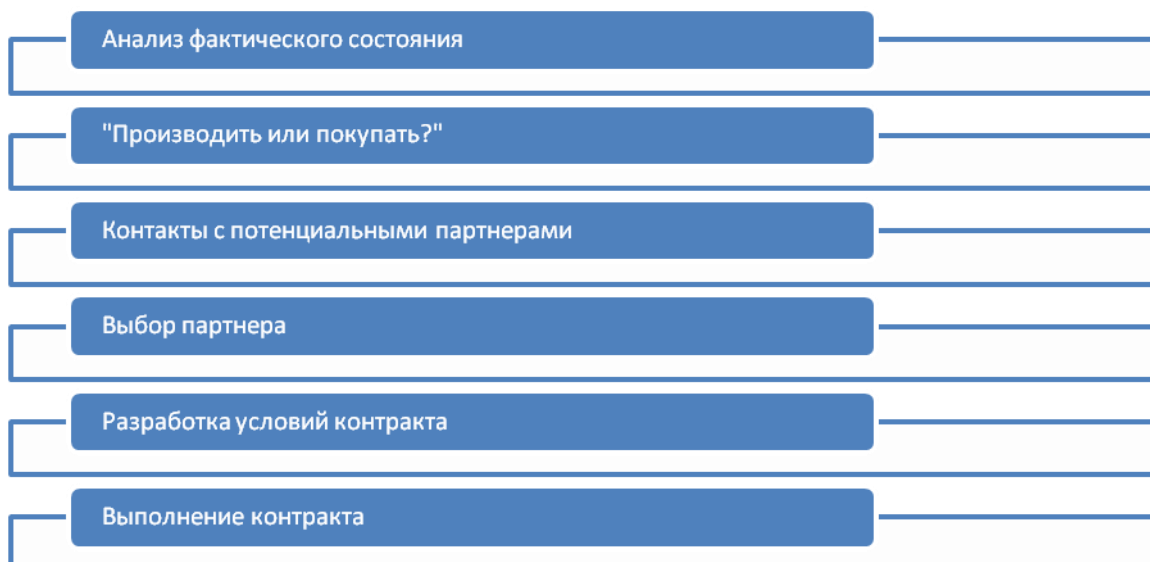 Анализ фактического состояния
"Производить или покупать?"
Контакты с потенциальными партнерами
Выбор партнера
Разработка условий контракта
Выполнение контракта